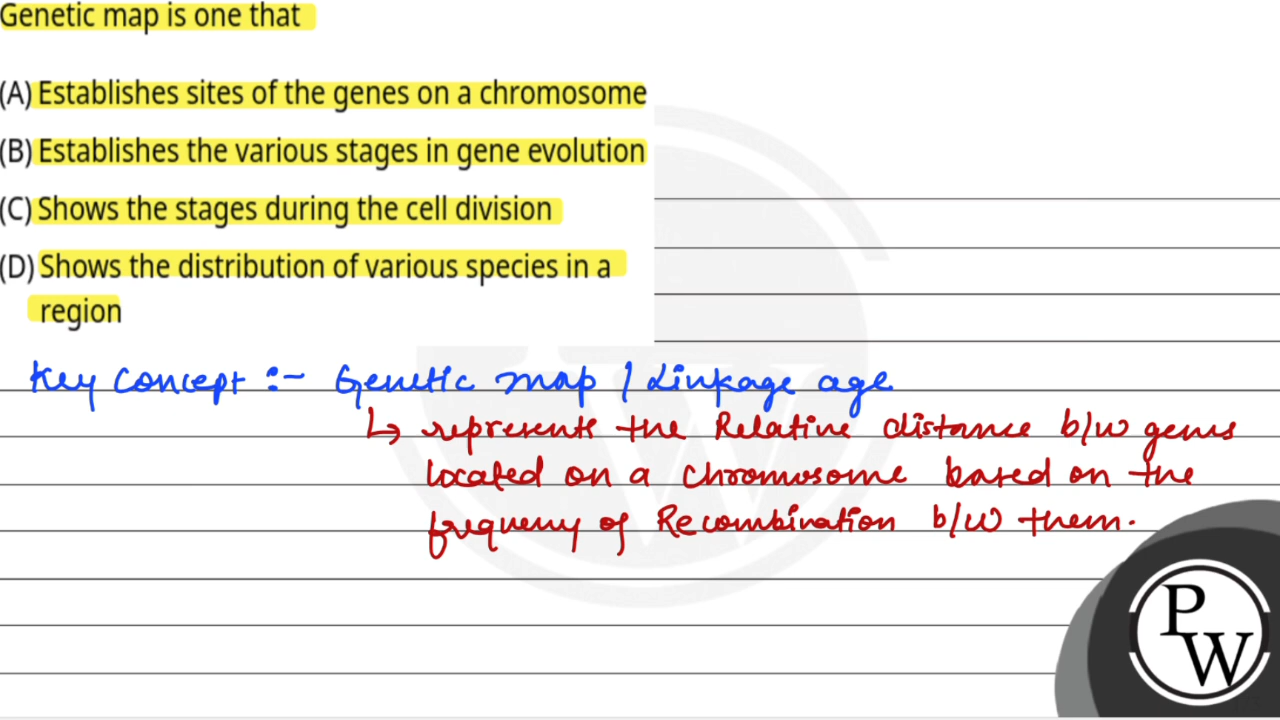 Genetic map is one that
(A) Establishes sites of the genes on a chromosome
(B) Establishes the various stages in gene evolution
(C) Shows the stages during the cell division
(D) Shows the distribution of various species in a
region
Key Concept :- Genetic map / Linkage age
↳ represents the Relative distance b/w genes
located on a chromosome based on the
frequency of Recombination b/w them.
P
W